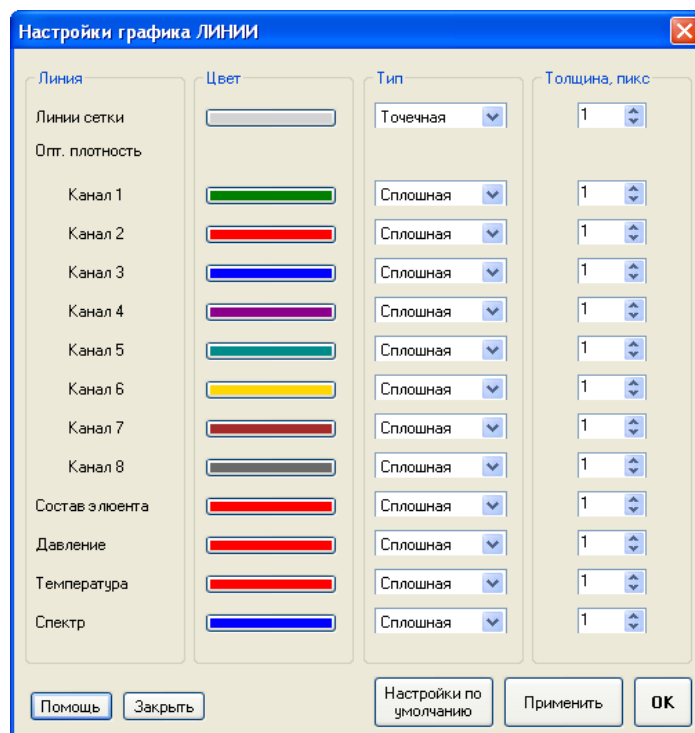 Настройки графика ЛИНИИ
Линия Цвет Тип Толщина, пикс
Линии сетки Точечная 1
Опт. плотность
Канал 1 Сплошная 1
Канал 2 Сплошная 1
Канал 3 Сплошная 1
Канал 4 Сплошная 1
Канал 5 Сплошная 1
Канал 6 Сплошная 1
Канал 7 Сплошная 1
Канал 8 Сплошная 1
Состав элюента Сплошная 1
Давление Сплошная 1
Температура Сплошная 1
Спектр Сплошная 1
Помощь Закрыть Настройки по умолчанию Применить OK